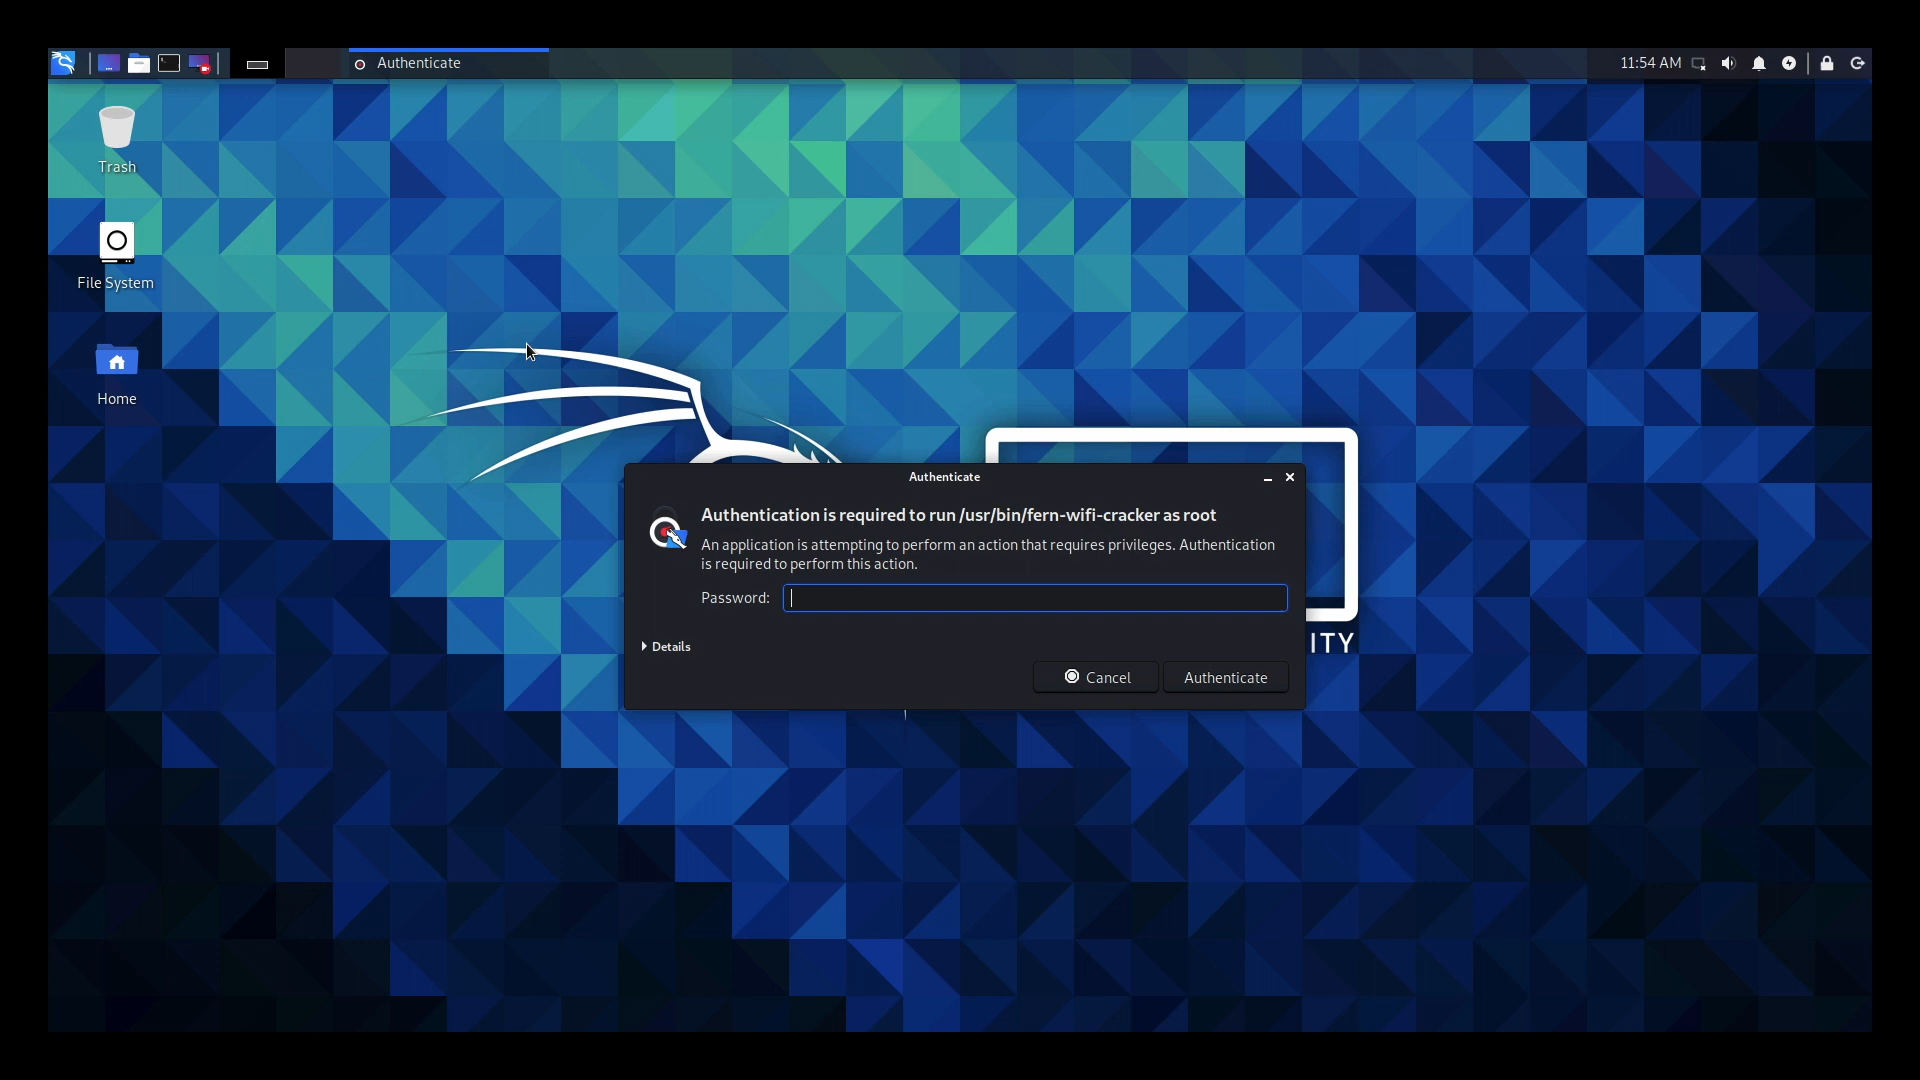 Authenticate
11:54 AM
Trash
File System
Home
Authenticate
Authentication is required to run /usr/bin/fern-wifi-cracker as root
An application is attempting to perform an action that requires privileges. Authentication
is required to perform this action.
Password:
Details
Cancel
Authenticate
ITY